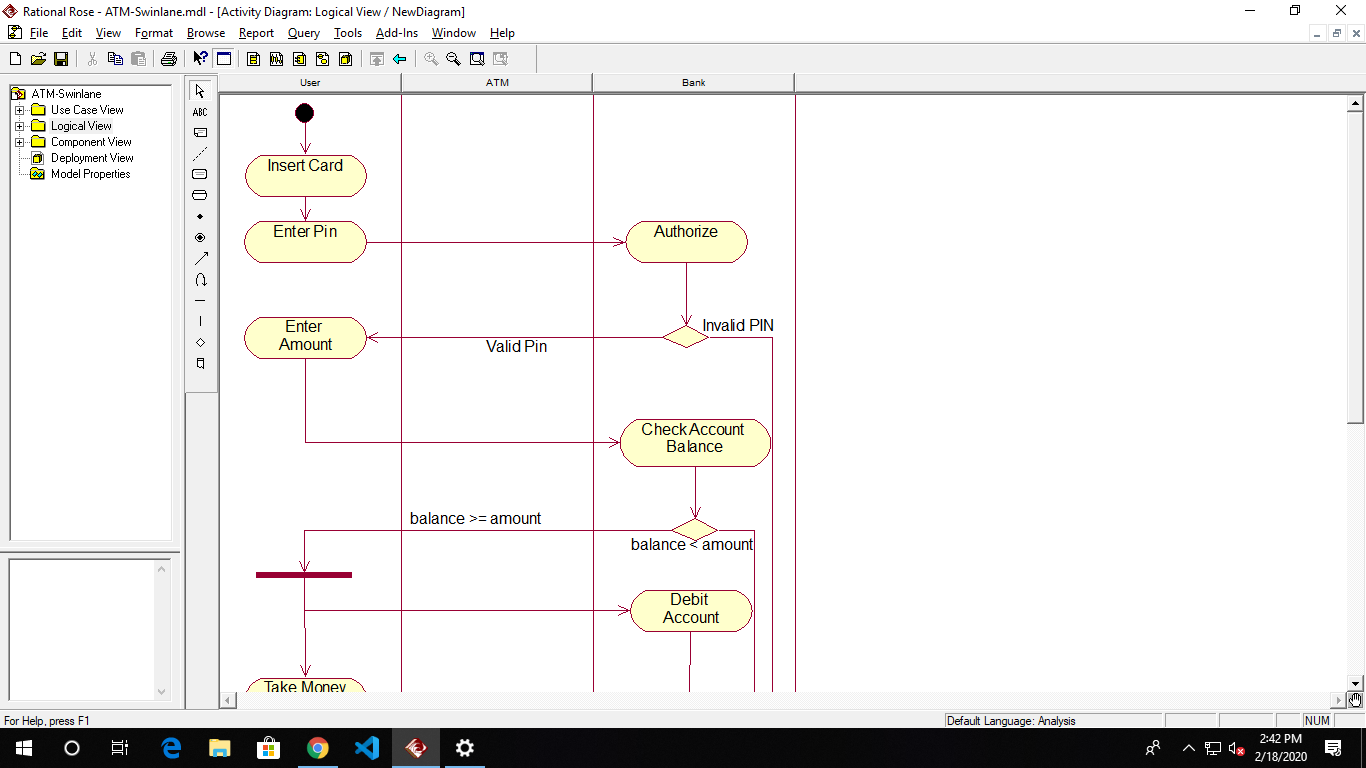 Rational Rose - ATM-Swinlane.mdl - [Activity Diagram: Logical View / NewDiagram]
File Edit View Format Browse Report Query Tools Add-Ins Window Help
User ATM Bank
ATM-Swinlane
Use Case View
Logical View
Component View
Deployment View
Model Properties
ABC
Insert Card
Enter Pin
Authorize
Enter
Amount
Valid Pin
Invalid PIN
Check Account
Balance
balance >= amount
balance < amount
Debit
Account
Take Money
For Help, press F1
Default Language: Analysis
NUM
2:42 PM
2/18/2020